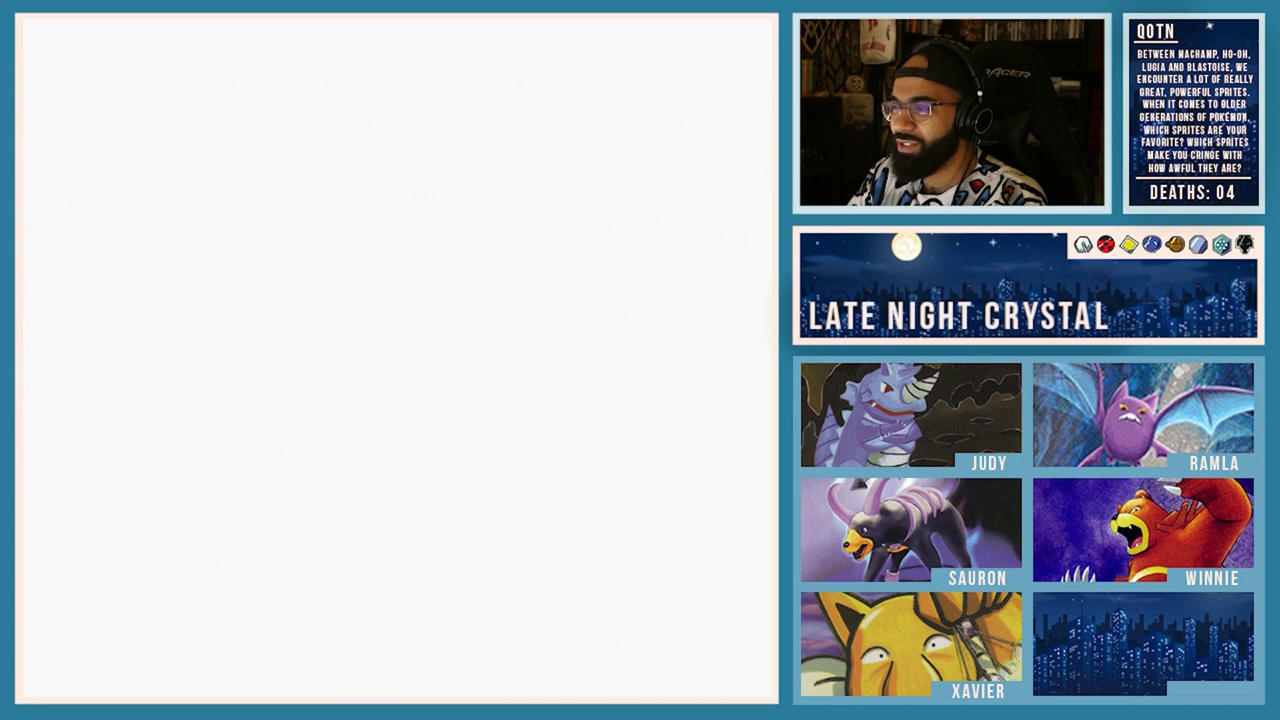 QOTN
BETWEEN MACHAMP, HO-OH,
LUGIA AND BLASTOISE, WE
ENCOUNTER A LOT OF REALLY
GREAT, POWERFUL SPRITES.
WHEN IT COMES TO OLDER
GENERATIONS OF POKÉMON,
WHICH SPRITES ARE YOUR
FAVORITE? WHICH SPRITES
MAKE YOU CRINGE WITH
HOW AWFUL THEY ARE?
DEATHS: 04
LATE NIGHT CRYSTAL
JUDY
RAMLA
SAURON
WINNIE
XAVIER